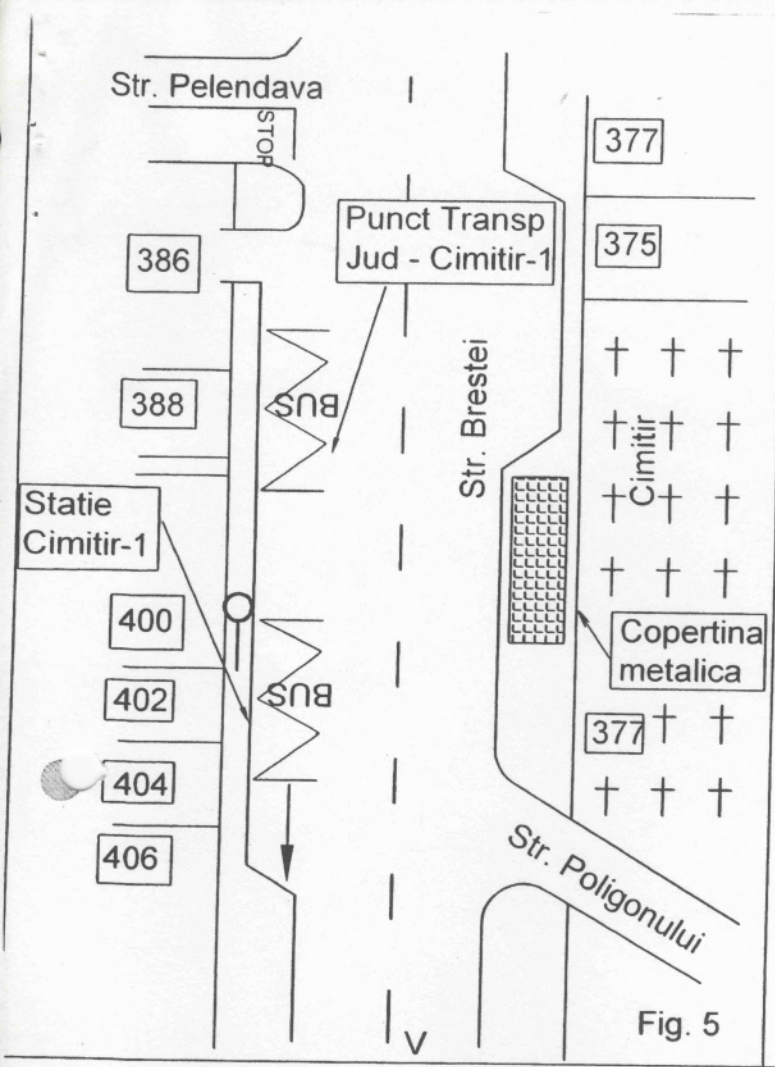 Str. Pelendava
STOP
377
Punct Transp
Jud - Cimitir-1
375
386
BUS
388
Str. Brestei
Cimitir
Statie
Cimitir-1
400
Copertina
metalica
402
BUS
377
404
406
Str. Poligonului
Fig. 5
V